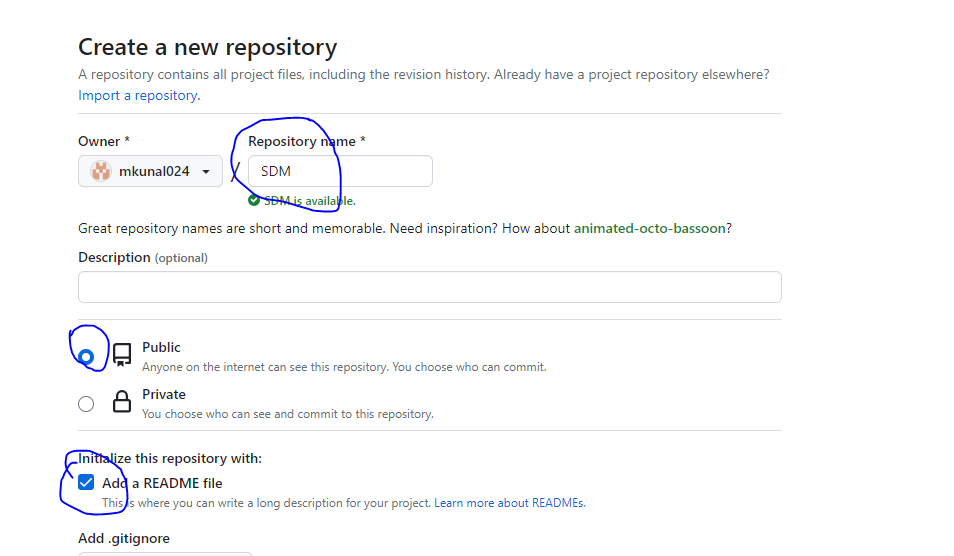 Create a new repository
A repository contains all project files, including the revision history. Already have a project repository elsewhere?
Import a repository.
Owner * Repository name *
mkunal024 / SDM
SDM is available.
Great repository names are short and memorable. Need inspiration? How about animated-octo-bassoon?
Description (optional)
Public
Anyone on the internet can see this repository. You choose who can commit.
Private
You choose who can see and commit to this repository.
Initialize this repository with:
Add a README file
This is where you can write a long description for your project. Learn more about READMEs.
Add .gitignore